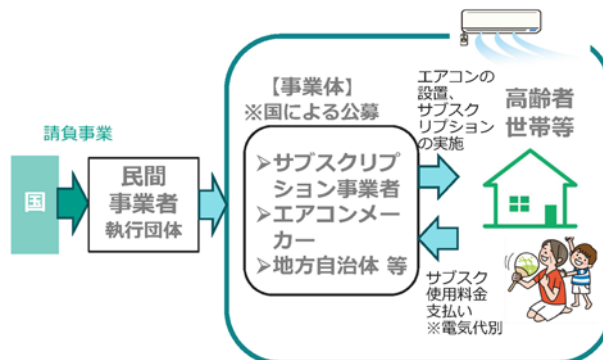 請負事業
国
民間
事業者
執行団体
【事業体】
※国による公募
➢サブスクリプ
ション事業者
➢エアコンメー
カー
➢地方自治体 等
エアコンの
設置、
サブスク
リプション
の実施
高齢者
世帯等
サブスク
使用料金
支払い
※電気代別